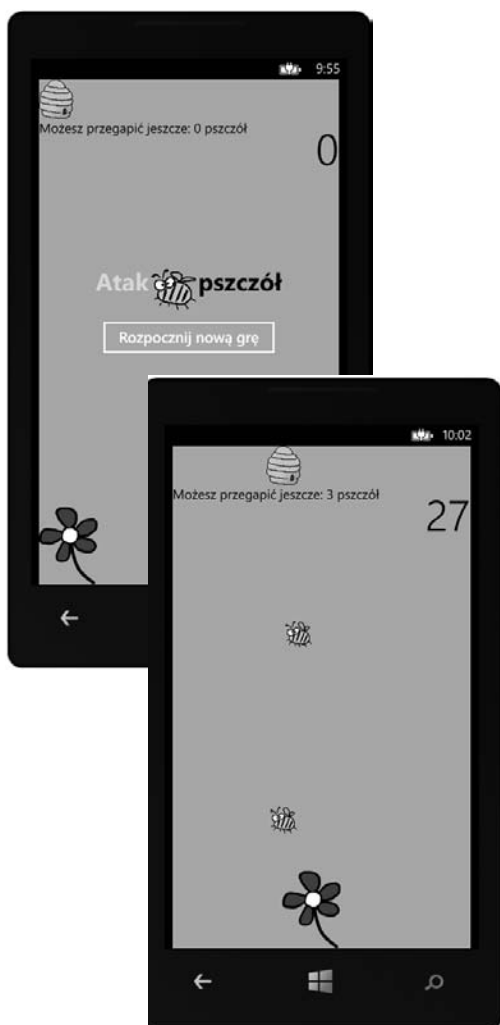 9:55
Możesz przegapić jeszcze: 0 pszczół
0
Atak pszczół
Rozpocznij nową grę
10:02
Możesz przegapić jeszcze: 3 pszczół
27